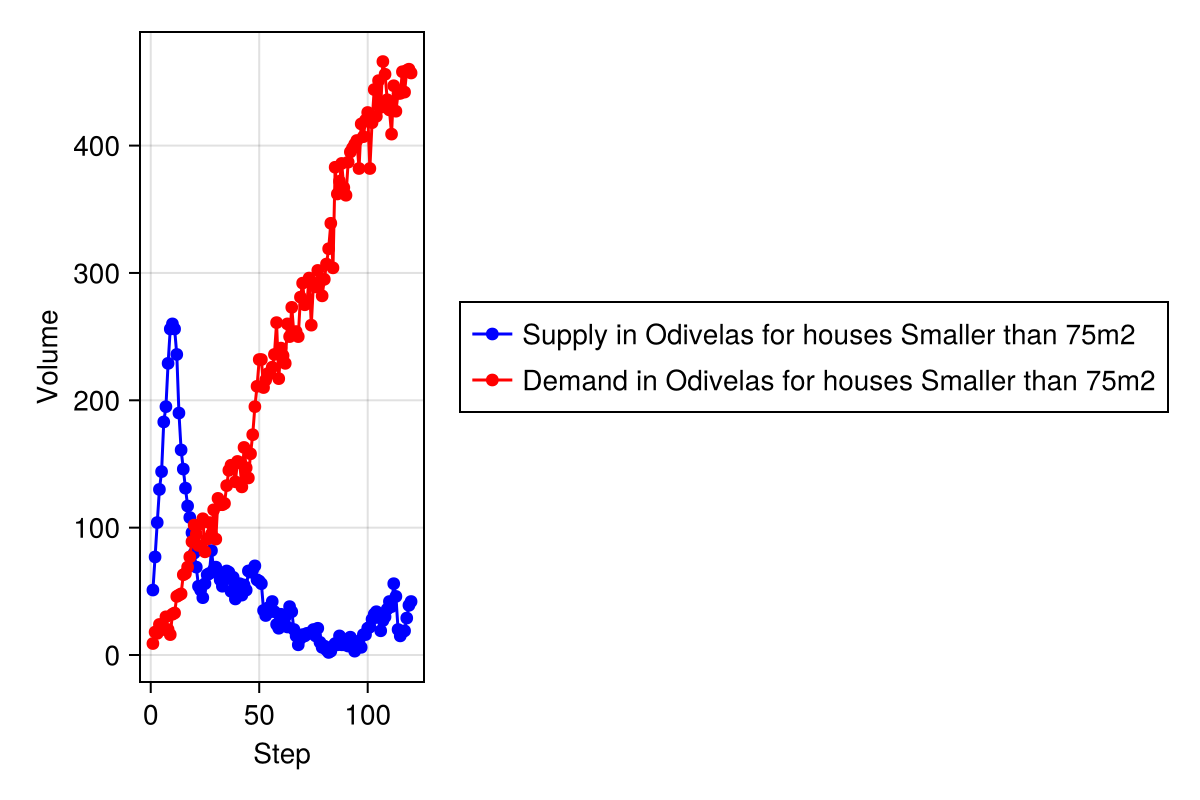 400
300
200
100
0
Volume
0 50 100
Step
Supply in Odivelas for houses Smaller than 75m2
Demand in Odivelas for houses Smaller than 75m2